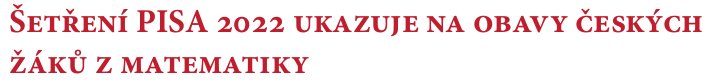 Šetření PISA 2022 ukazuje na obavy českých
žáků z matematiky